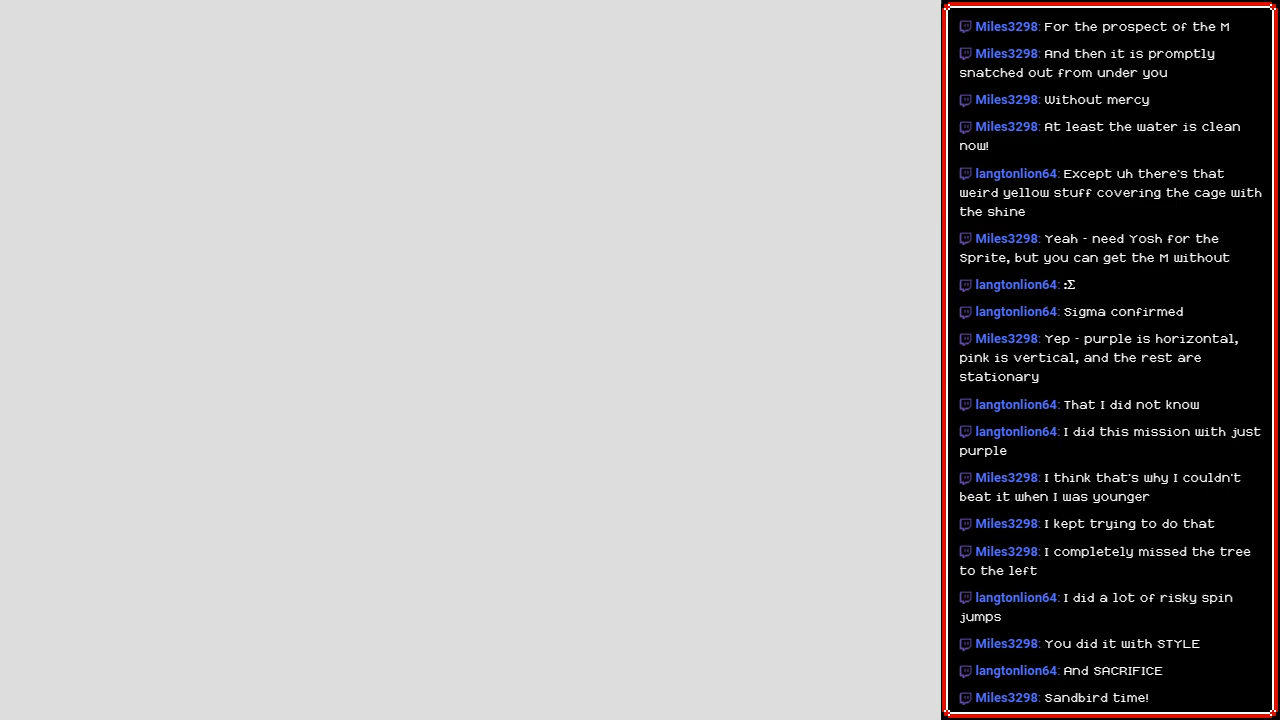 Miles3298: For the prospect of the M
Miles3298: And then it is promptly
snatched out from under you
Miles3298: Without mercy
Miles3298: At least the water is clean
now!
langtonlion64: Except uh there's that
weird yellow stuff covering the cage with
the shine
Miles3298: Yeah - need Yosh for the
Sprite, but you can get the M without
langtonlion64: :Σ
langtonlion64: Sigma confirmed
Miles3298: Yep - purple is horizontal,
pink is vertical, and the rest are
stationary
langtonlion64: That I did not know
langtonlion64: I did this mission with just
purple
Miles3298: I think that's why I couldn't
beat it when I was younger
Miles3298: I kept trying to do that
Miles3298: I completely missed the tree
to the left
langtonlion64: I did a lot of risky spin
jumps
Miles3298: You did it with STYLE
langtonlion64: And SACRIFICE
Miles3298: Sandbird time!